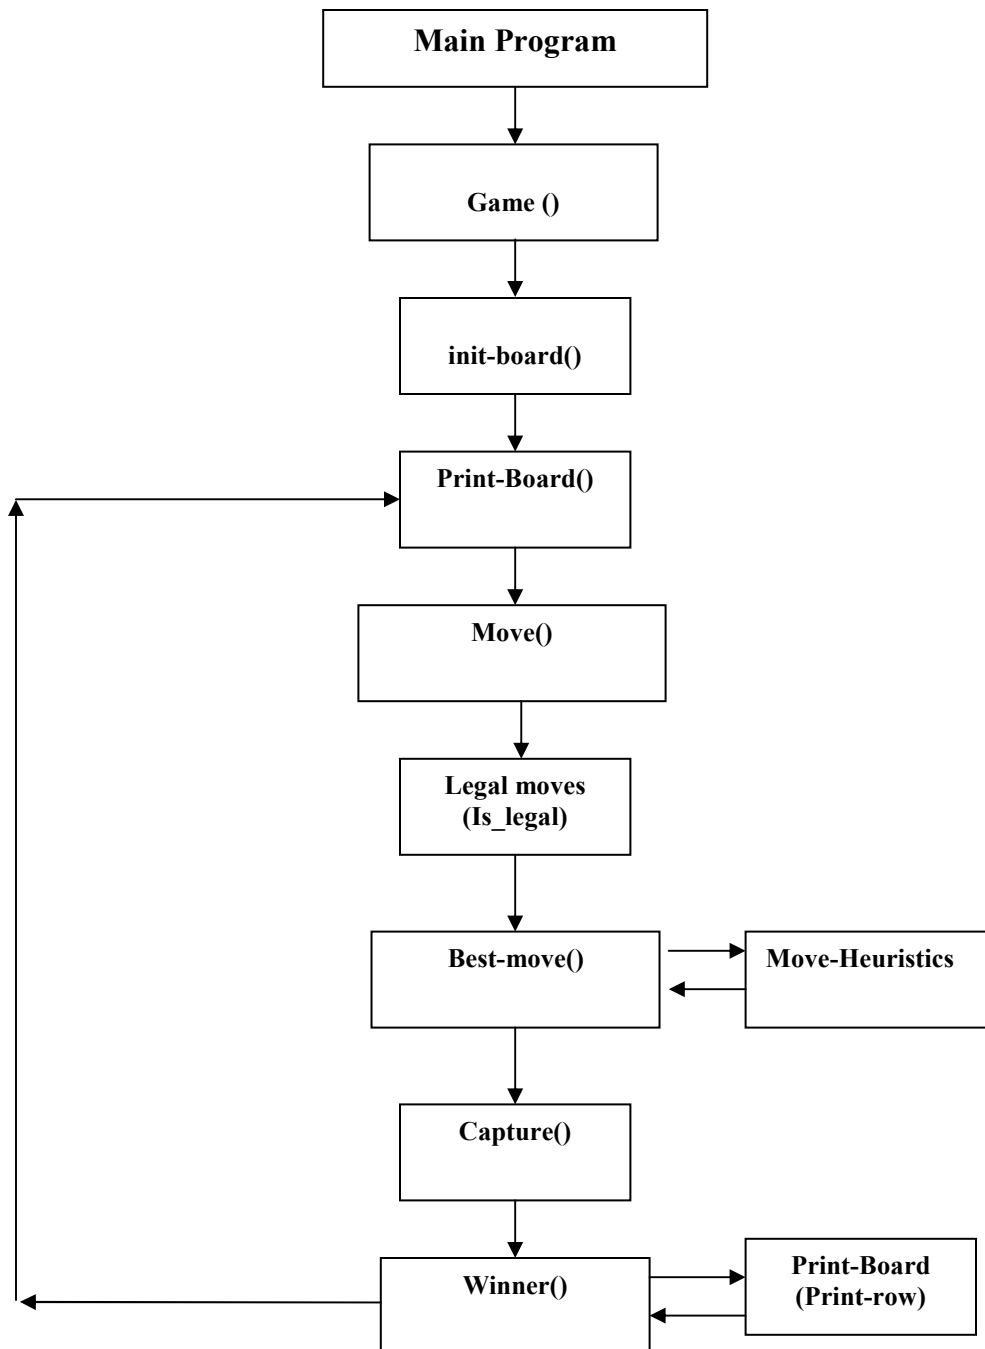 Main Program
Game ()
init-board()
Print-Board()
Move()
Legal moves
(Is_legal)
Best-move()
Move-Heuristics
Capture()
Winner()
Print-Board
(Print-row)